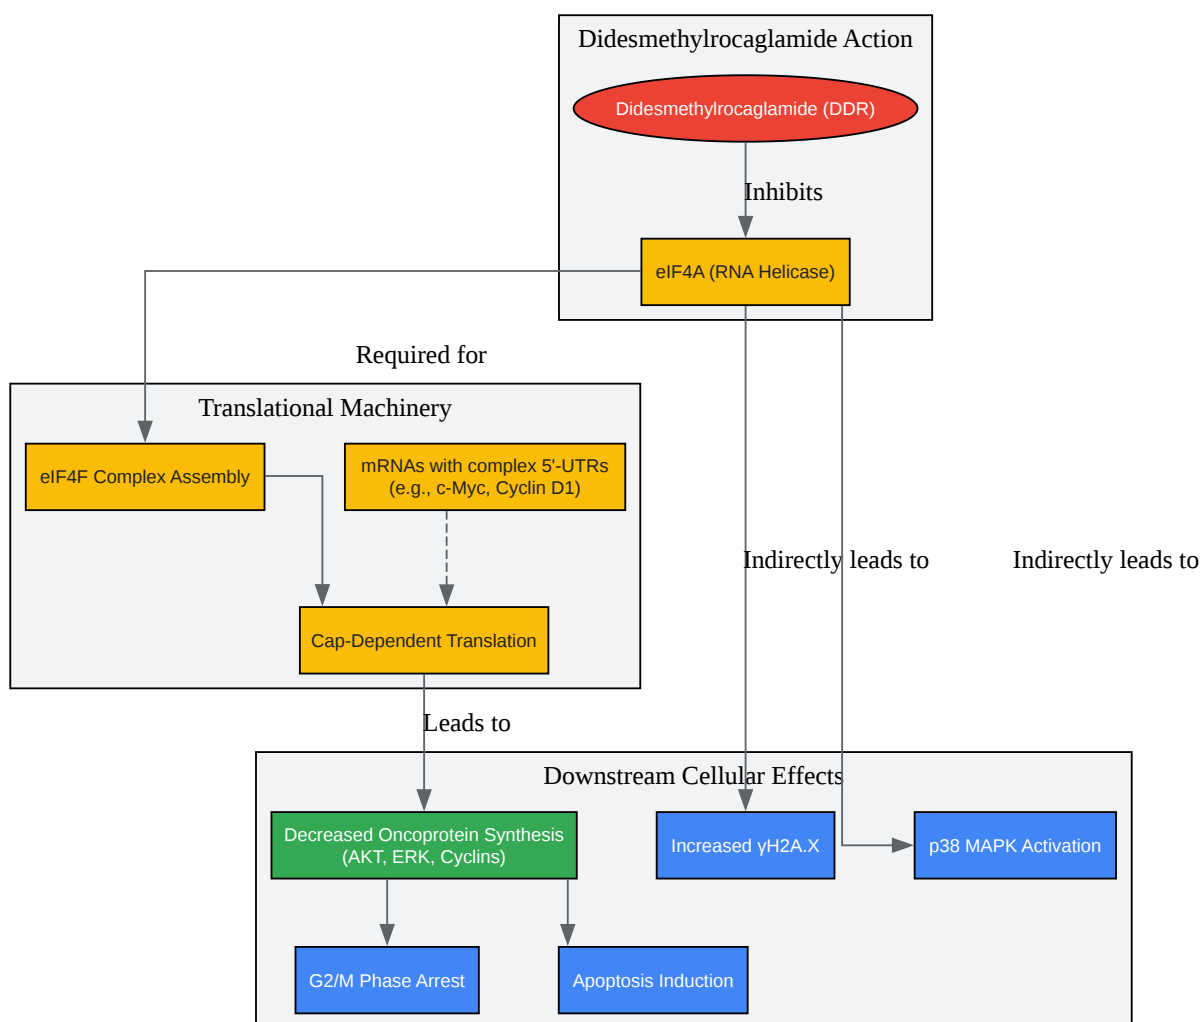 Didesmethylrocaglamide Action
Didesmethylrocaglamide (DDR)
Inhibits
eIF4A (RNA Helicase)
Required for
Translational Machinery
eIF4F Complex Assembly
mRNAs with complex 5'-UTRs
(e.g., c-Myc, Cyclin D1)
Indirectly leads to
Indirectly leads to
Cap-Dependent Translation
Leads to
Downstream Cellular Effects
Decreased Oncoprotein Synthesis
(AKT, ERK, Cyclins)
Increased γH2A.X
p38 MAPK Activation
G2/M Phase Arrest
Apoptosis Induction